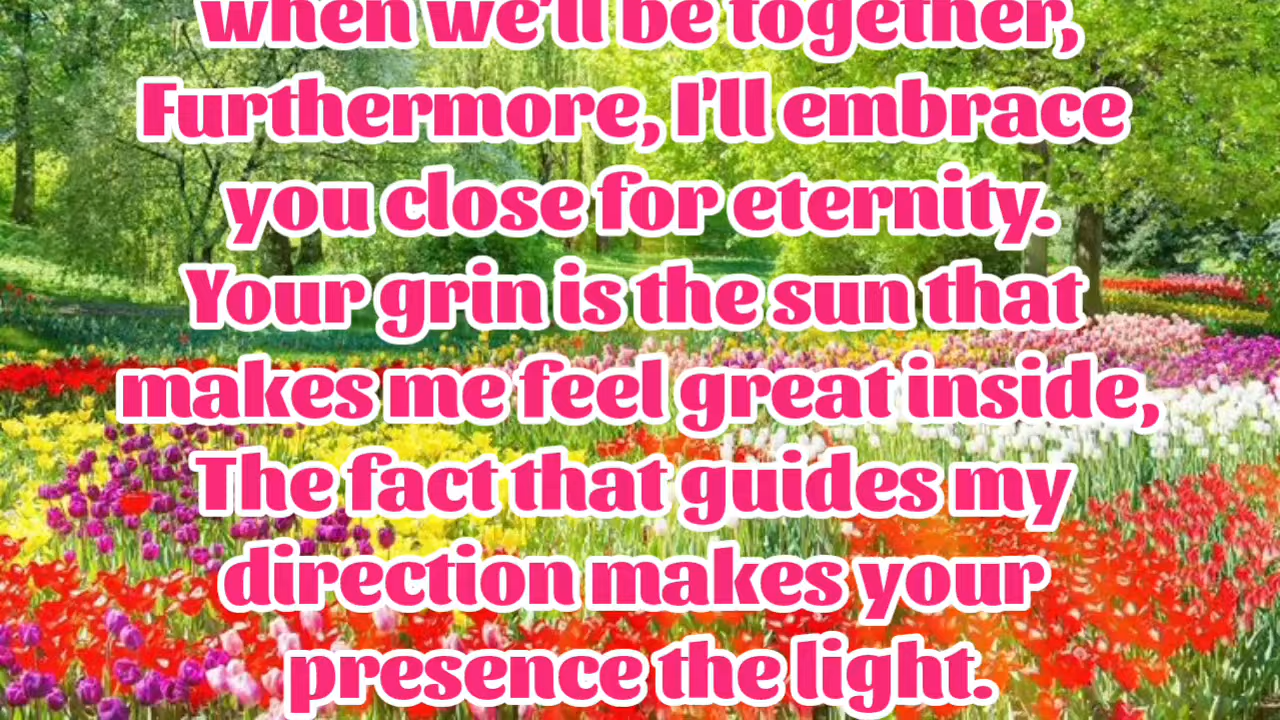 when we'll be together,
Furthermore, I'll embrace
you close for eternity.
Your grin is the sun that
makes me feel great inside,
The fact that guides my
direction makes your
presence the light.